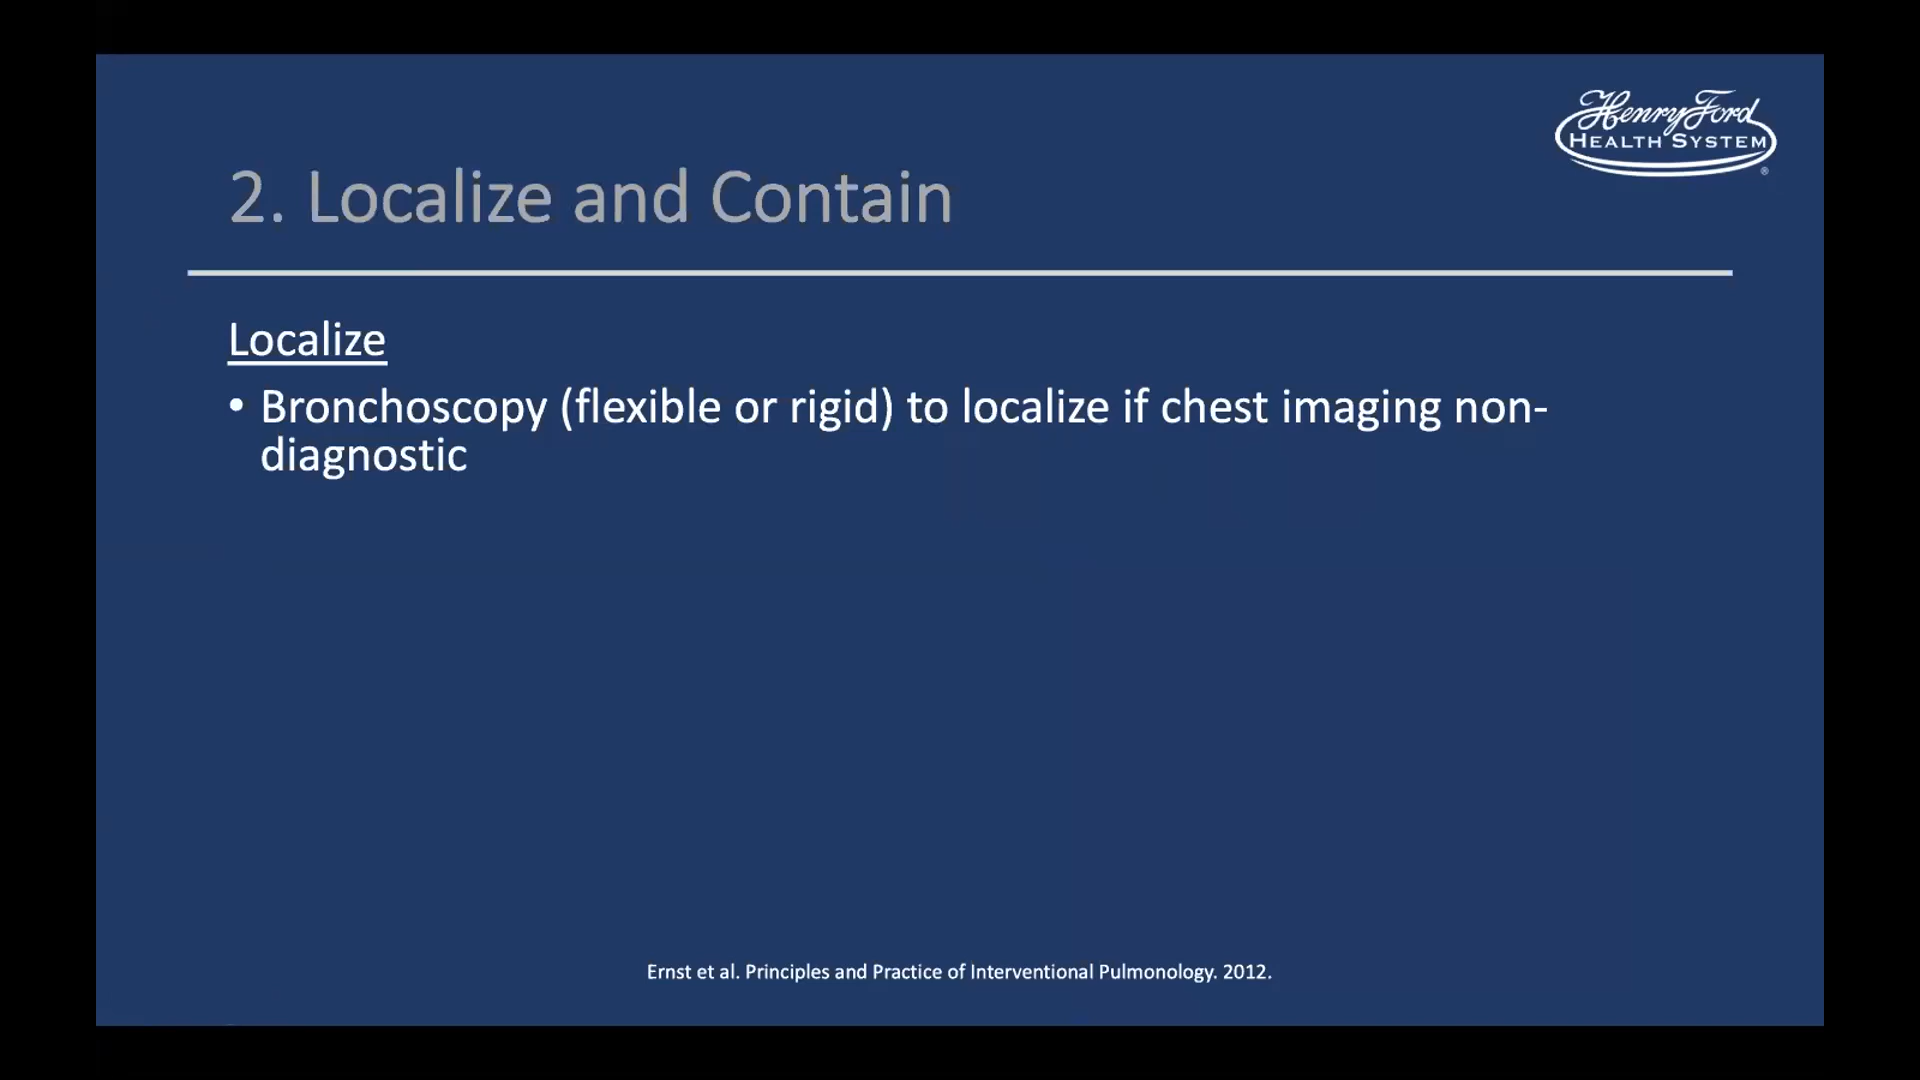 Henry Ford
HEALTH SYSTEM
®
2. Localize and Contain
Localize
• Bronchoscopy (flexible or rigid) to localize if chest imaging non-
diagnostic
Ernst et al. Principles and Practice of Interventional Pulmonology. 2012.